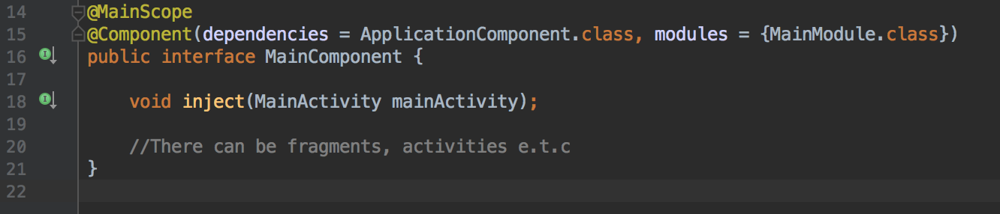 14 @MainScope
15 @Component(dependencies = ApplicationComponent.class, modules = {MainModule.class})
16 public interface MainComponent {
17
18     void inject(MainActivity mainActivity);
19
20     //There can be fragments, activities e.t.c
21 }
22